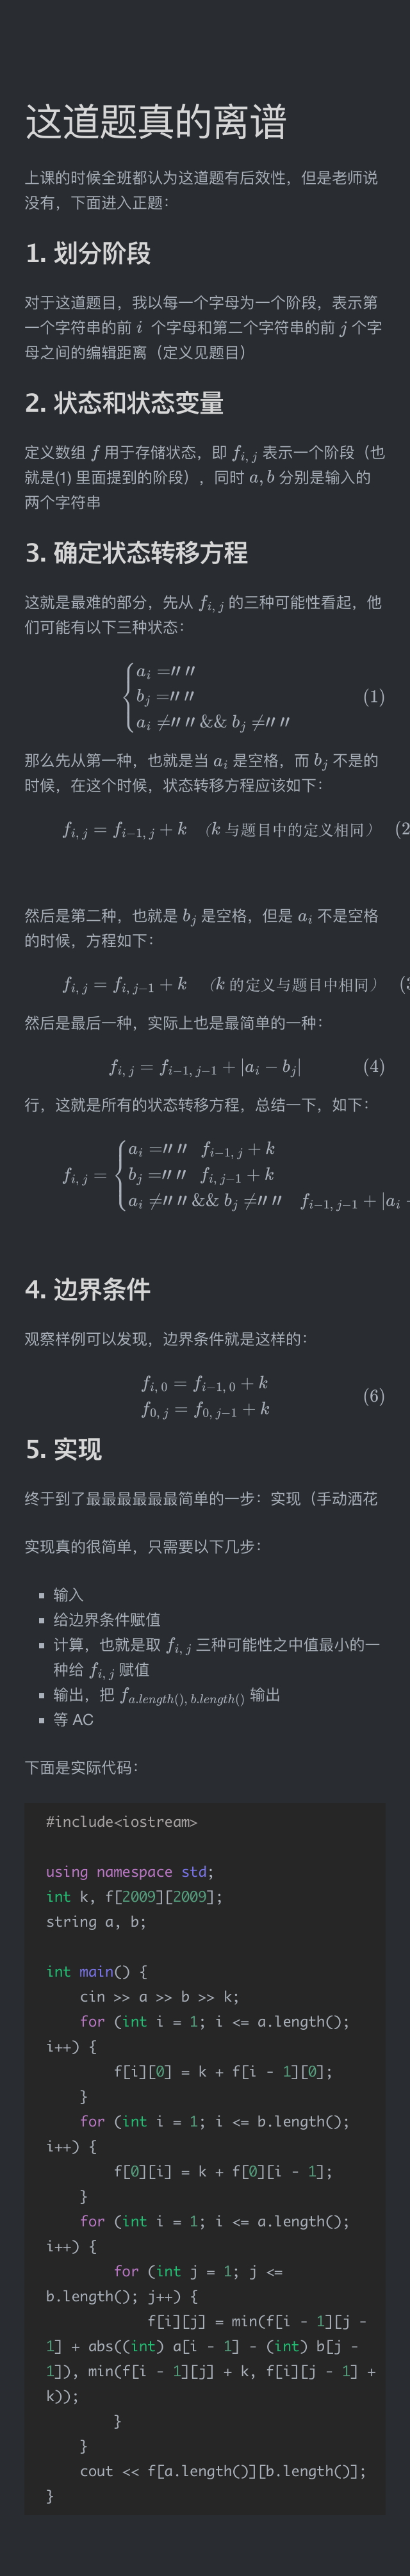 这道题真的离谱
上课的时候全班都认为这道题有后效性，但是老师说
没有，下面进入正题：
1. 划分阶段
对于这道题目，我以每一个字母为一个阶段，表示第
一个字符串的前 i 个字母和第二个字符串的前 j 个字
母之间的编辑距离（定义见题目）
2. 状态和状态变量
定义数组 f 用于存储状态，即 f_{i,j} 表示一个阶段（也
就是(1) 里面提到的阶段），同时 a, b 分别是输入的
两个字符串
3. 确定状态转移方程
这就是最难的部分，先从 f_{i,j} 的三种可能性看起，他
们可能有以下三种状态：
a_i =′′ ′′
b_j =′′ ′′ (1)
a_i ≠′′ ′′ && b_j ≠′′ ′′
那么先从第一种，也就是当 a_i 是空格，而 b_j 不是的
时候，在这个时候，状态转移方程应该如下：
f_{i,j} = f_{i−1,j} + k （k 与题目中的定义相同） (2
然后是第二种，也就是 b_j 是空格，但是 a_i 不是空格
的时候，方程如下：
f_{i,j} = f_{i,j−1} + k （k 的定义与题目中相同） (3
然后是最后一种，实际上也是最简单的一种：
f_{i,j} = f_{i−1,j−1} + |a_i − b_j| (4)
行，这就是所有的状态转移方程，总结一下，如下：
a_i =′′ ′′ f_{i−1,j} + k
f_{i,j} = { b_j =′′ ′′ f_{i,j−1} + k
a_i ≠′′ ′′ && b_j ≠′′ ′′ f_{i−1,j−1} + |a_i −
4. 边界条件
观察样例可以发现，边界条件就是这样的：
f_{i,0} = f_{i−1,0} + k
f_{0,j} = f_{0,j−1} + k (6)
5. 实现
终于到了最最最最最最简单的一步：实现（手动洒花
实现真的很简单，只需要以下几步：
▪ 输入
▪ 给边界条件赋值
▪ 计算，也就是取 f_{i,j} 三种可能性之中值最小的一
种给 f_{i,j} 赋值
▪ 输出，把 f_{a.length(),b.length()} 输出
▪ 等 AC
下面是实际代码：
#include<iostream>
using namespace std;
int k, f[2009][2009];
string a, b;
int main() {
    cin >> a >> b >> k;
    for (int i = 1; i <= a.length();
i++) {
        f[i][0] = k + f[i - 1][0];
    }
    for (int i = 1; i <= b.length();
i++) {
        f[0][i] = k + f[0][i - 1];
    }
    for (int i = 1; i <= a.length();
i++) {
        for (int j = 1; j <=
b.length(); j++) {
            f[i][j] = min(f[i - 1][j -
1] + abs((int) a[i - 1] - (int) b[j -
1]), min(f[i - 1][j] + k, f[i][j - 1] +
k));
        }
    }
    cout << f[a.length()][b.length()];
}